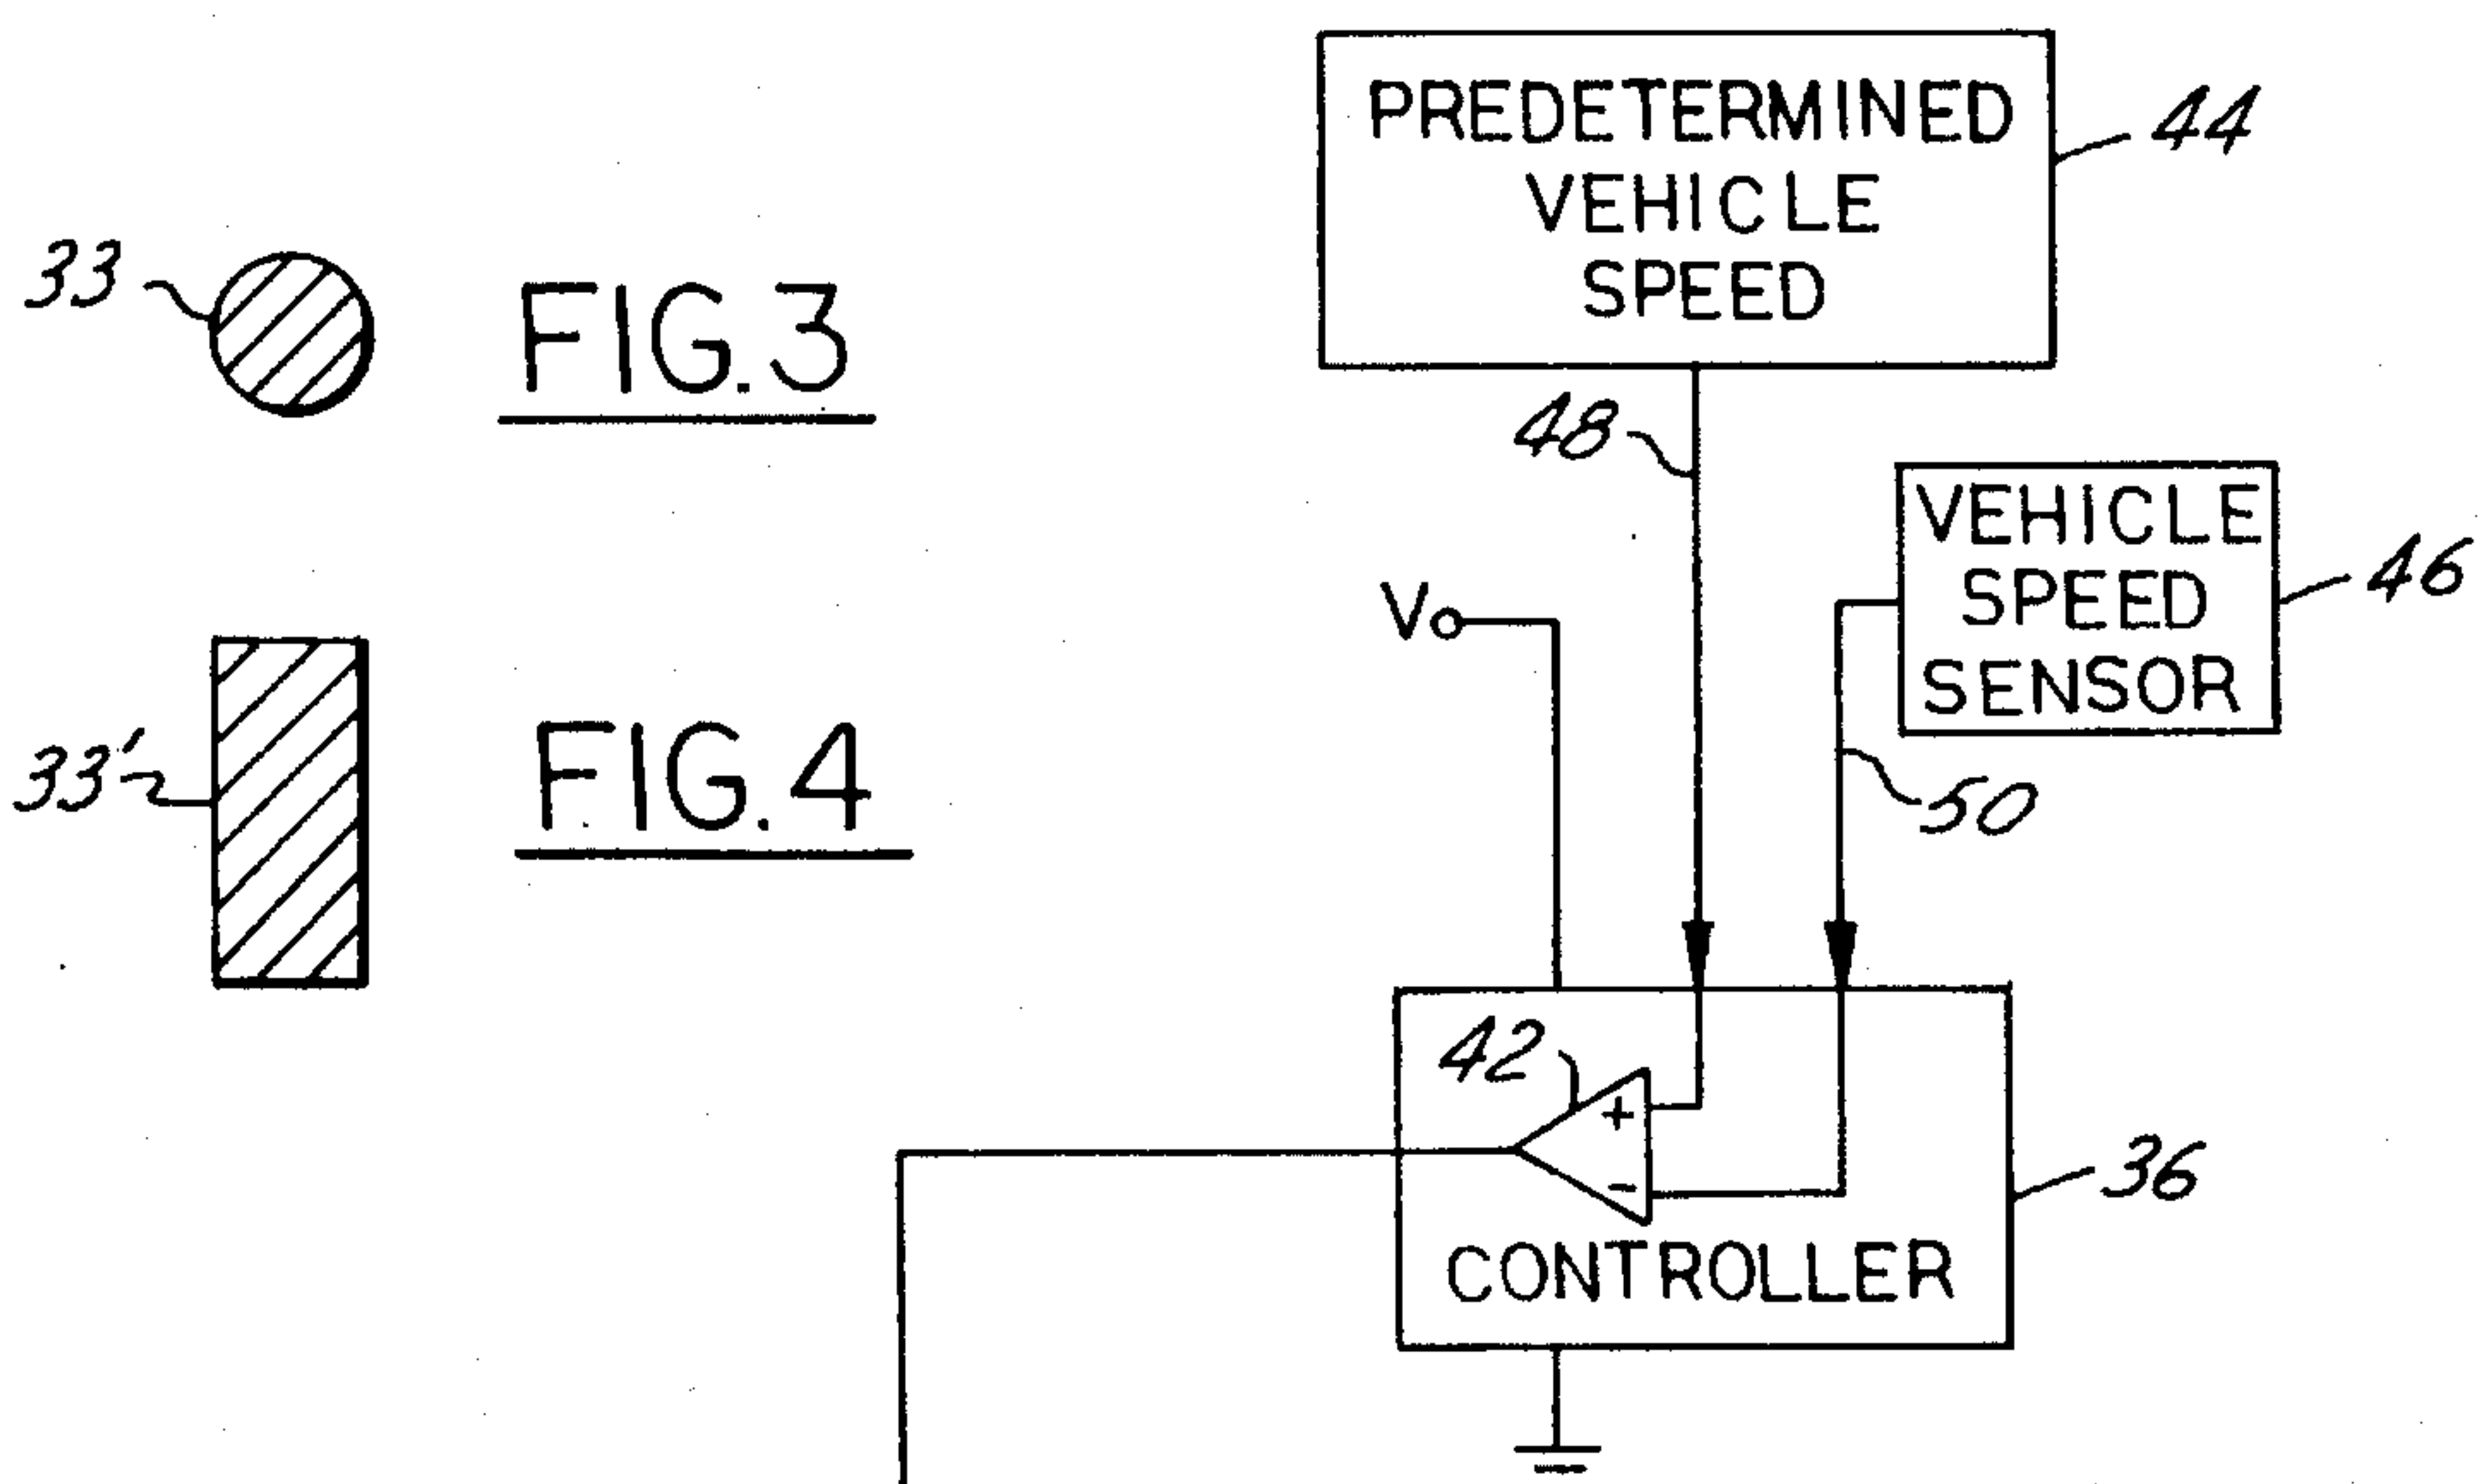 PREDETERMINED
VEHICLE
SPEED
44
33
FIG.3
48
VEHICLE
SPEED
SENSOR
46
V
33'
FIG.4
50
42
+
-
36
CONTROLLER